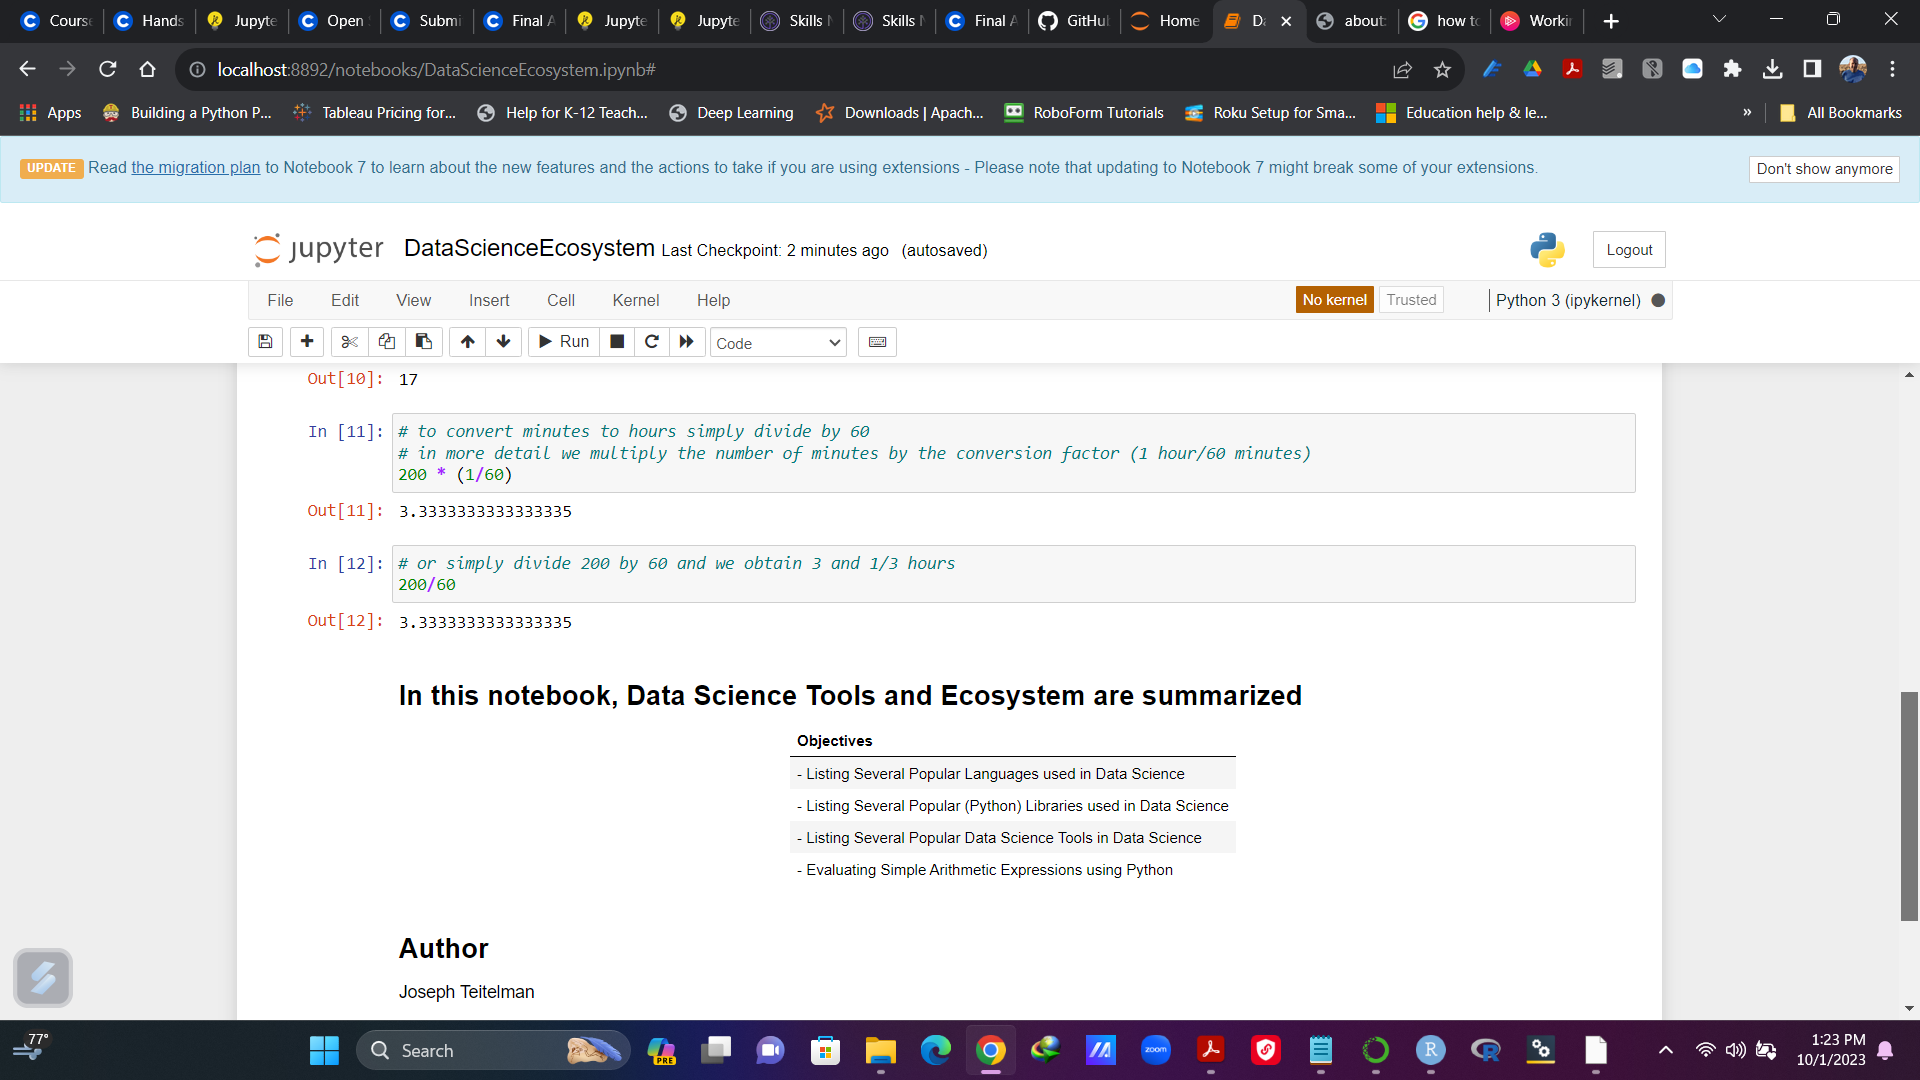 Course
Hands
Jupyte
Open
Submi
Final A
Jupyte
Jupyte
Skills N
Skills N
Final A
GitHub
Home
Da
about:
how to
Workin
localhost:8892/notebooks/DataScienceEcosystem.ipynb#
Apps
Building a Python P...
Tableau Pricing for...
Help for K-12 Teach...
Deep Learning
Downloads | Apach...
RoboForm Tutorials
Roku Setup for Sma...
Education help & le...
»
All Bookmarks
UPDATE Read the migration plan to Notebook 7 to learn about the new features and the actions to take if you are using extensions - Please note that updating to Notebook 7 might break some of your extensions.
Don't show anymore
jupyter DataScienceEcosystem Last Checkpoint: 2 minutes ago (autosaved)
Logout
File Edit View Insert Cell Kernel Help
No kernel Trusted Python 3 (ipykernel)
Run Code
Out[10]: 17
In [11]: # to convert minutes to hours simply divide by 60
# in more detail we multiply the number of minutes by the conversion factor (1 hour/60 minutes)
200 * (1/60)
Out[11]: 3.3333333333333335
In [12]: # or simply divide 200 by 60 and we obtain 3 and 1/3 hours
200/60
Out[12]: 3.3333333333333335
In this notebook, Data Science Tools and Ecosystem are summarized
Objectives
- Listing Several Popular Languages used in Data Science
- Listing Several Popular (Python) Libraries used in Data Science
- Listing Several Popular Data Science Tools in Data Science
- Evaluating Simple Arithmetic Expressions using Python
Author
Joseph Teitelman
77°
Search
PRE
zoom
1:23 PM
10/1/2023